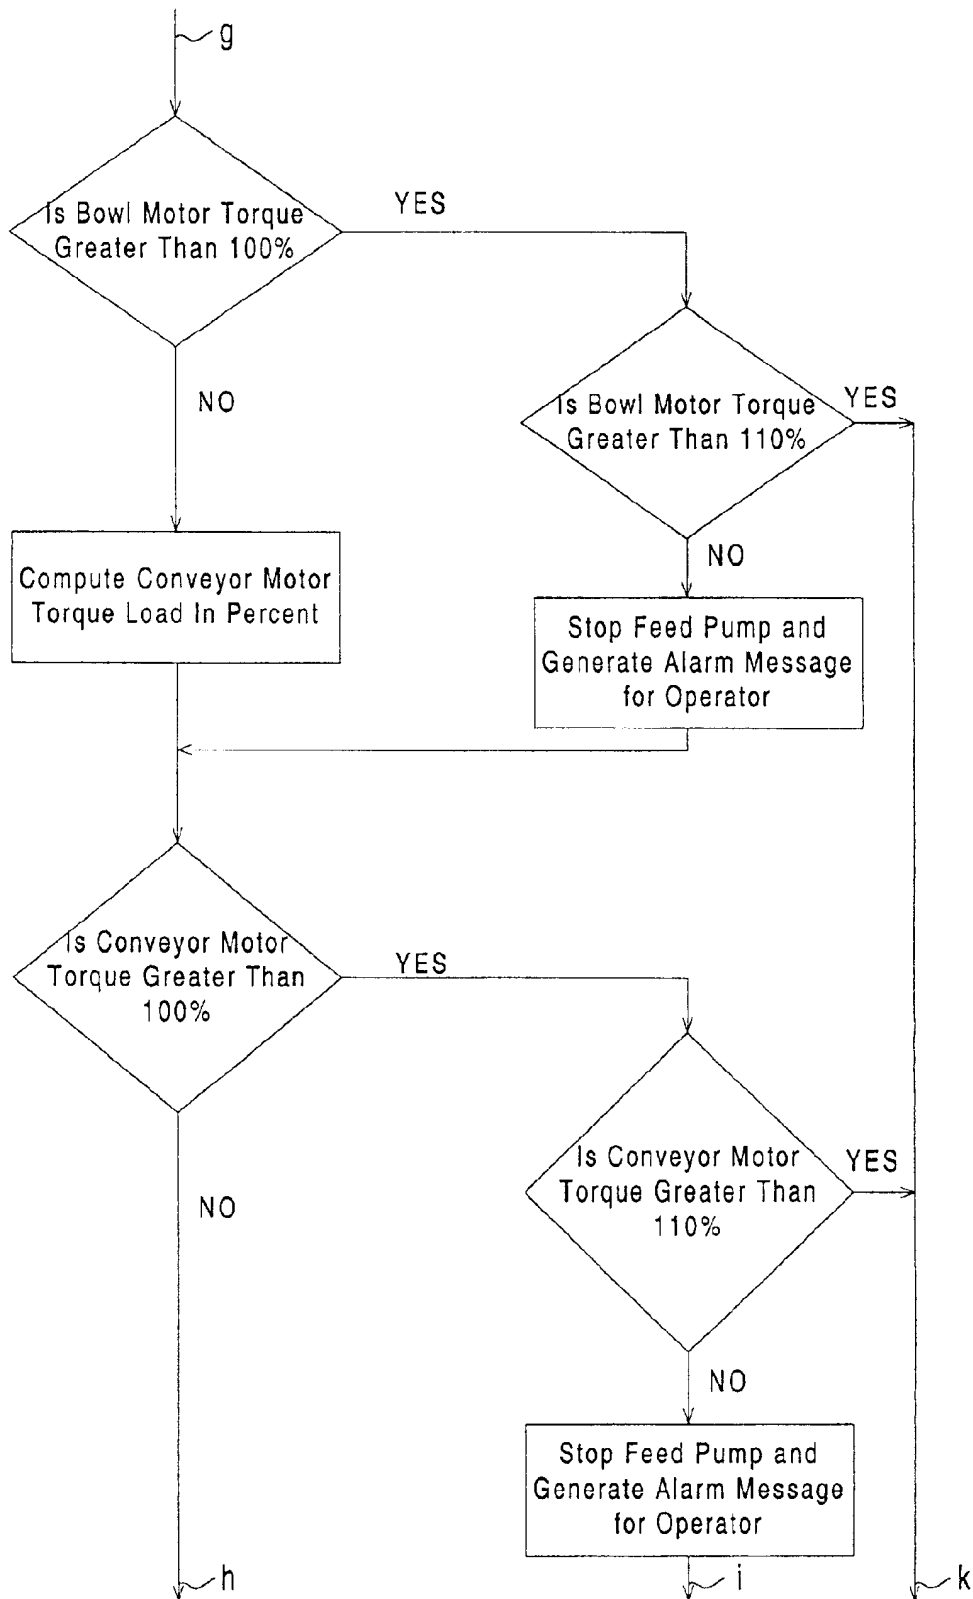 g
Is Bowl Motor Torque
Greater Than 100%
YES
NO
Is Bowl Motor Torque
Greater Than 110%
YES
NO
Compute Conveyor Motor
Torque Load In Percent
Stop Feed Pump and
Generate Alarm Message
for Operator
Is Conveyor Motor
Torque Greater Than
100%
YES
NO
Is Conveyor Motor
Torque Greater Than
110%
YES
NO
Stop Feed Pump and
Generate Alarm Message
for Operator
h
i
k